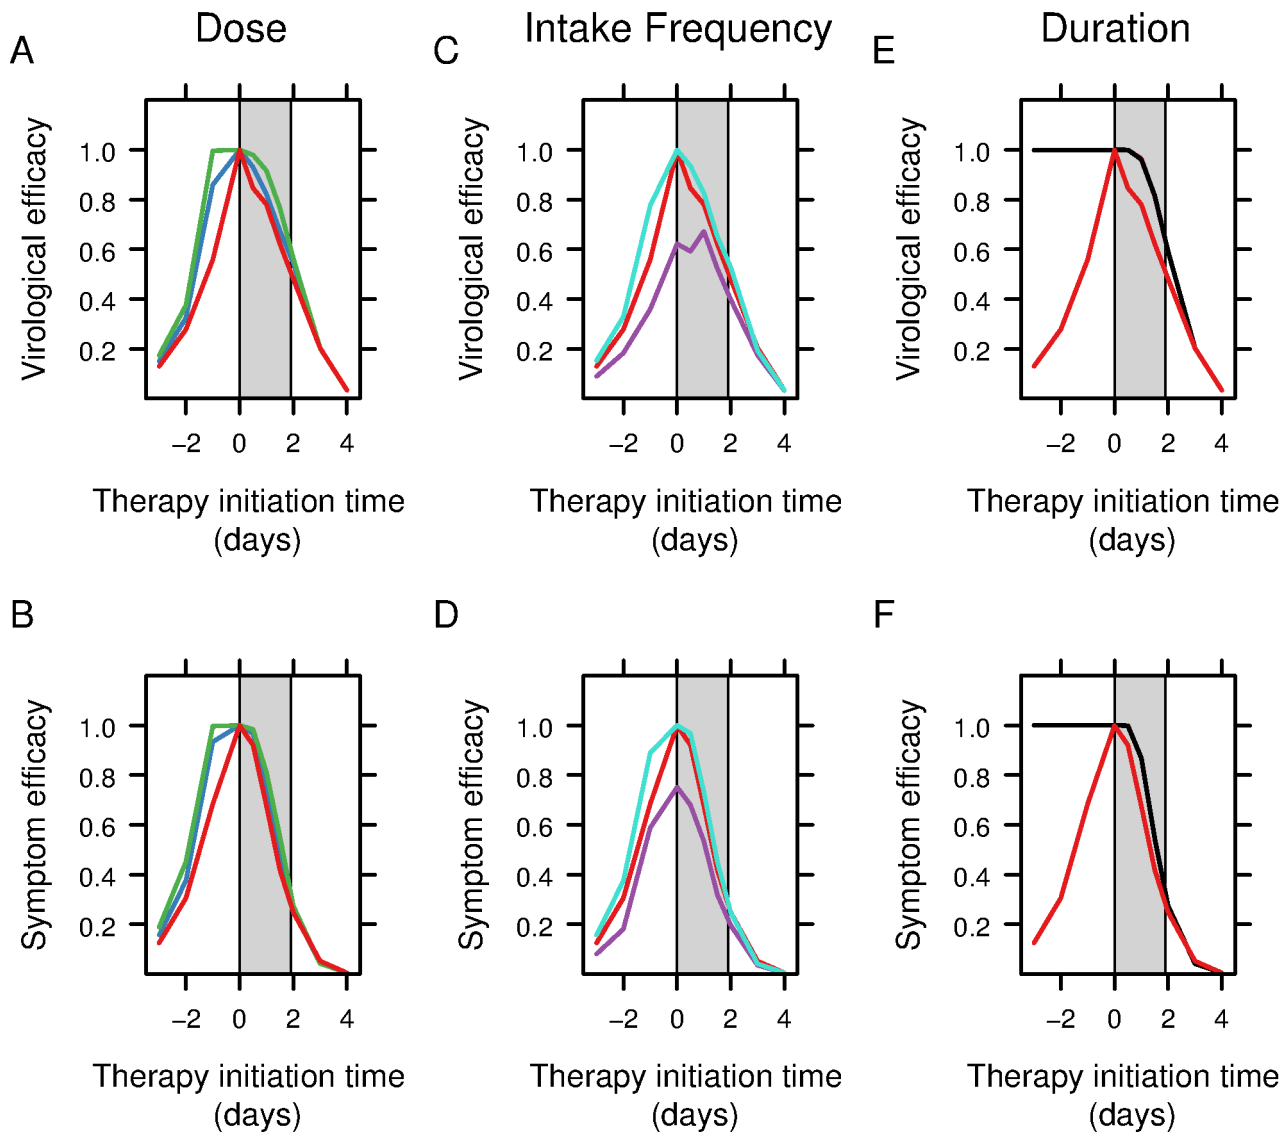 Dose
Intake Frequency
Duration
A
C
E
Virological efficacy
1.0
0.8
0.6
0.4
0.2
−2 0 2 4
Therapy initiation time
(days)
Virological efficacy
1.0
0.8
0.6
0.4
0.2
−2 0 2 4
Therapy initiation time
(days)
Virological efficacy
1.0
0.8
0.6
0.4
0.2
−2 0 2 4
Therapy initiation time
(days)
B
D
F
Symptom efficacy
1.0
0.8
0.6
0.4
0.2
−2 0 2 4
Therapy initiation time
(days)
Symptom efficacy
1.0
0.8
0.6
0.4
0.2
−2 0 2 4
Therapy initiation time
(days)
Symptom efficacy
1.0
0.8
0.6
0.4
0.2
−2 0 2 4
Therapy initiation time
(days)